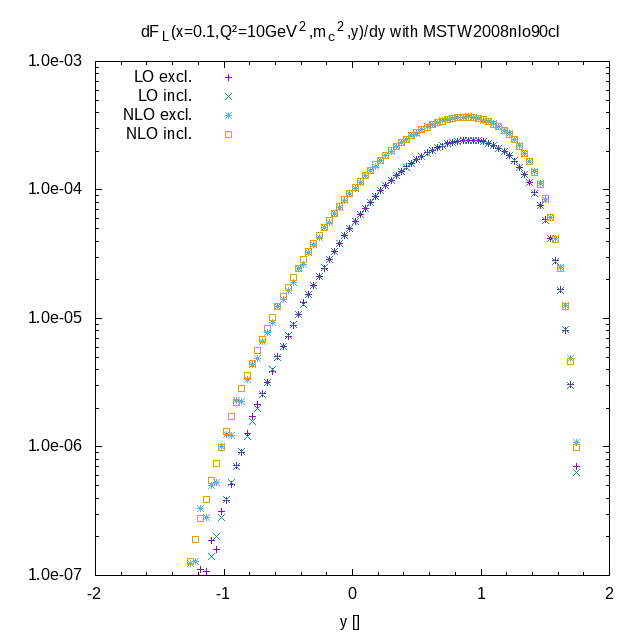 dF_L(x=0.1,Q²=10GeV²,m_c²,y)/dy with MSTW2008nlo90cl
LO excl.
LO incl.
NLO excl.
NLO incl.
1.0e-03
1.0e-04
1.0e-05
1.0e-06
1.0e-07
-2 -1 0 1 2
y []